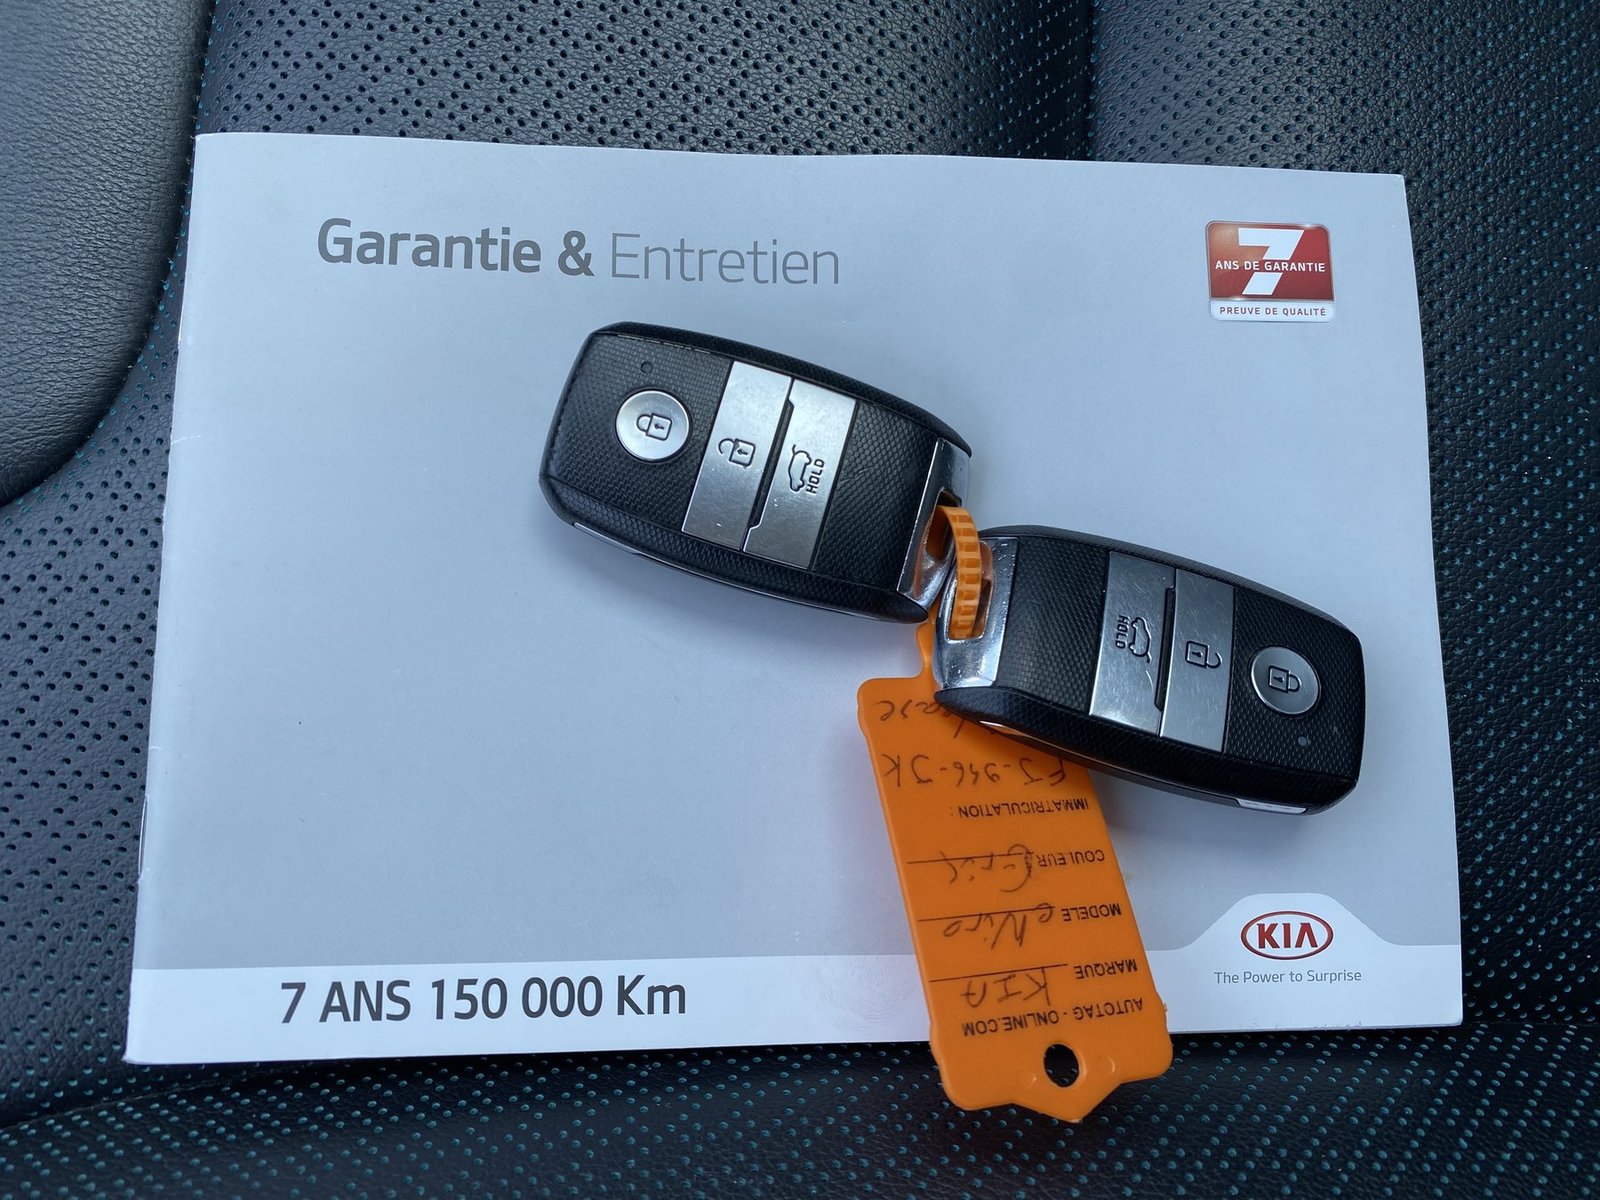 Garantie & Entretien
7
ANS DE GARANTIE
PREUVE DE QUALITÉ
HOLD
HOLD
AUTOTAG - ONLINE.COM
MARQUE KIA
MODELE eNiro
COULEUR Gris
IMMATRICULATION :
FJ-946-JK
7 ANS 150 000 Km
KIA
The Power to Surprise